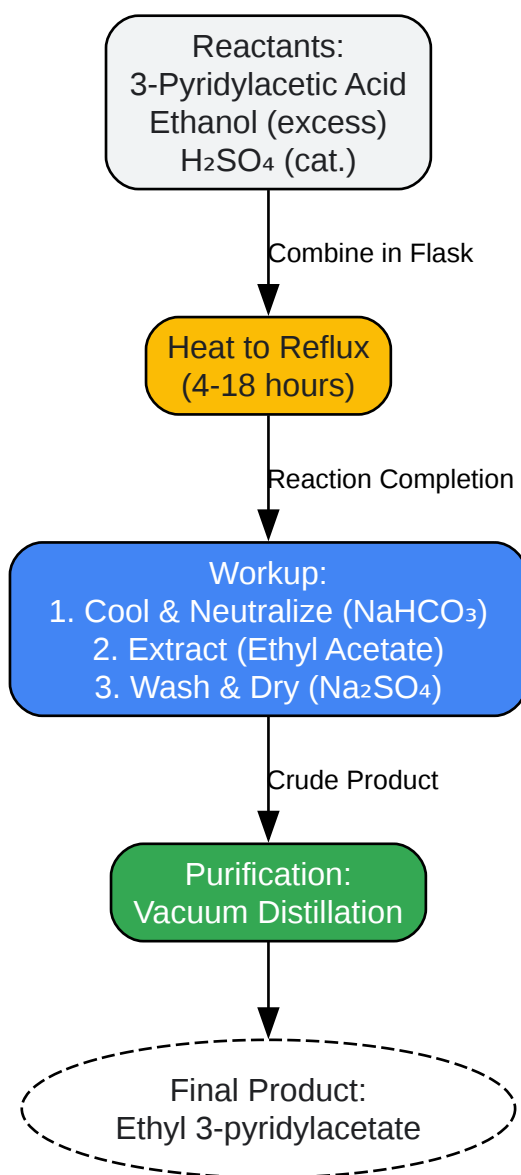 Reactants:
3-Pyridylacetic Acid
Ethanol (excess)
H₂SO₄ (cat.)
Combine in Flask
Heat to Reflux
(4-18 hours)
Reaction Completion
Workup:
1. Cool & Neutralize (NaHCO₃)
2. Extract (Ethyl Acetate)
3. Wash & Dry (Na₂SO₄)
Crude Product
Purification:
Vacuum Distillation
Final Product:
Ethyl 3-pyridylacetate